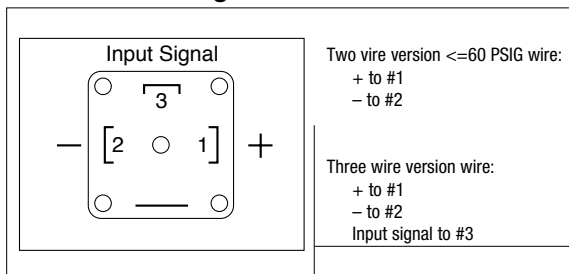 Input Signal
3
− [2 1] +
Two vire version <=60 PSIG wire:
+ to #1
– to #2
Three wire version wire:
+ to #1
– to #2
Input signal to #3